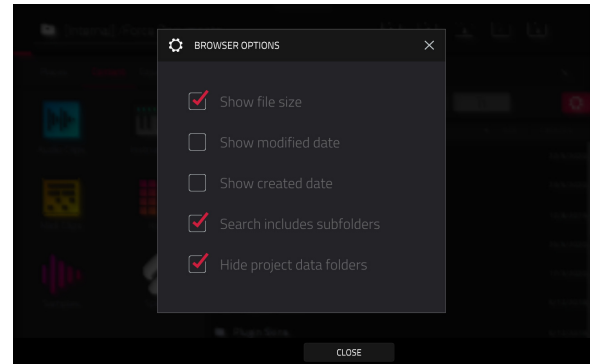 BROWSER OPTIONS
Show file size
Show modified date
Show created date
Search includes subfolders
Hide project data folders
CLOSE